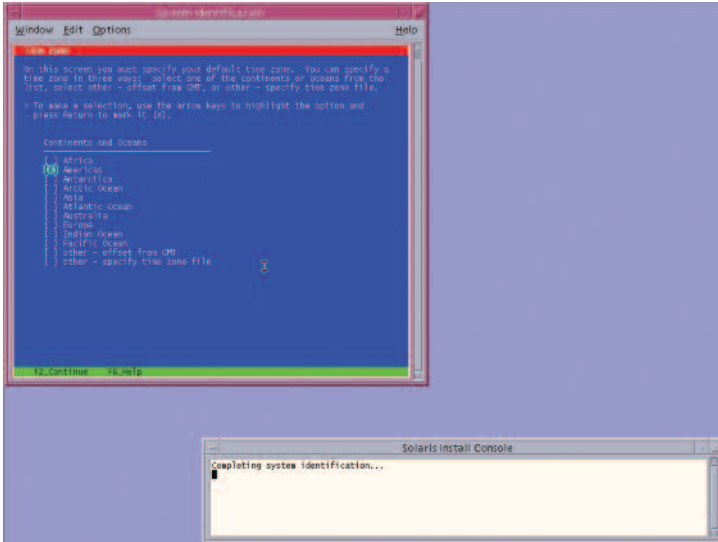 System Identification
Window Edit Options Help
Time Zone
On this screen you must specify your default time zone. You can specify a
time zone in three ways: select one of the continents or oceans from the
list, select other - offset from GMT, or other - specify time zone file.
> To make a selection, use the arrow keys to highlight the option and
press Return to mark it [X].
Continents and Oceans
[ ] Africa
[X] Americas
[ ] Antarctica
[ ] Arctic Ocean
[ ] Asia
[ ] Atlantic Ocean
[ ] Australia
[ ] Europe
[ ] Indian Ocean
[ ] Pacific Ocean
[ ] other - offset from GMT
[ ] other - specify time zone file
F2_Continue F6_Help
Solaris Install Console
Completing system identification...